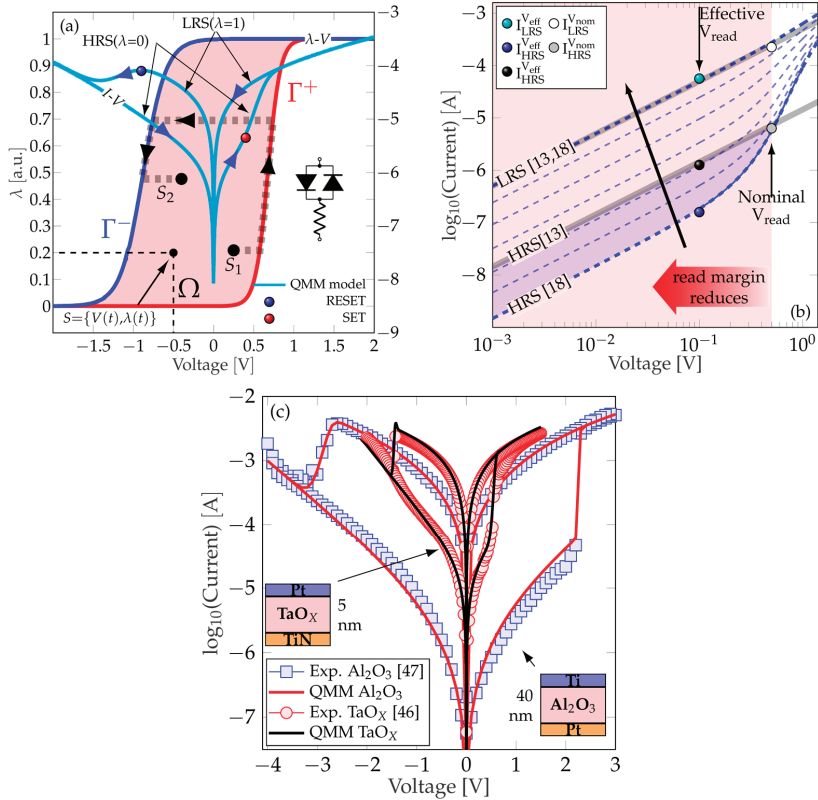 (a)
LRS(λ=1)
HRS(λ=0)
λ-V
I-V
Γ+
Γ−
S2
S1
Ω
S={V(t),λ(t)}
QMM model
RESET
SET
λ [a.u.]
1
0.9
0.8
0.7
0.6
0.5
0.4
0.3
0.2
0.1
0
−3
−4
−5
−6
−7
−8
−9
−1.5 −1 −0.5 0 0.5 1 1.5 2
Voltage [V]
I^Veff_LRS I^Vnom_LRS
I^Veff_HRS I^Vnom_HRS
I^Veff_HRS
Effective
Vread
LRS [13,18]
HRS[13]
HRS [18]
Nominal
Vread
read margin
reduces
(b)
log10(Current) [A]
−3
−4
−5
−6
−7
−8
10−3 10−2 10−1 100
Voltage [V]
(c)
log10(Current) [A]
−2
−3
−4
−5
−6
−7
Pt
TaOX
TiN
5
nm
Exp. Al2O3 [47]
QMM Al2O3
Exp. TaOX [46]
QMM TaOX
40
nm
Ti
Al2O3
Pt
−4 −3 −2 −1 0 1 2 3
Voltage [V]